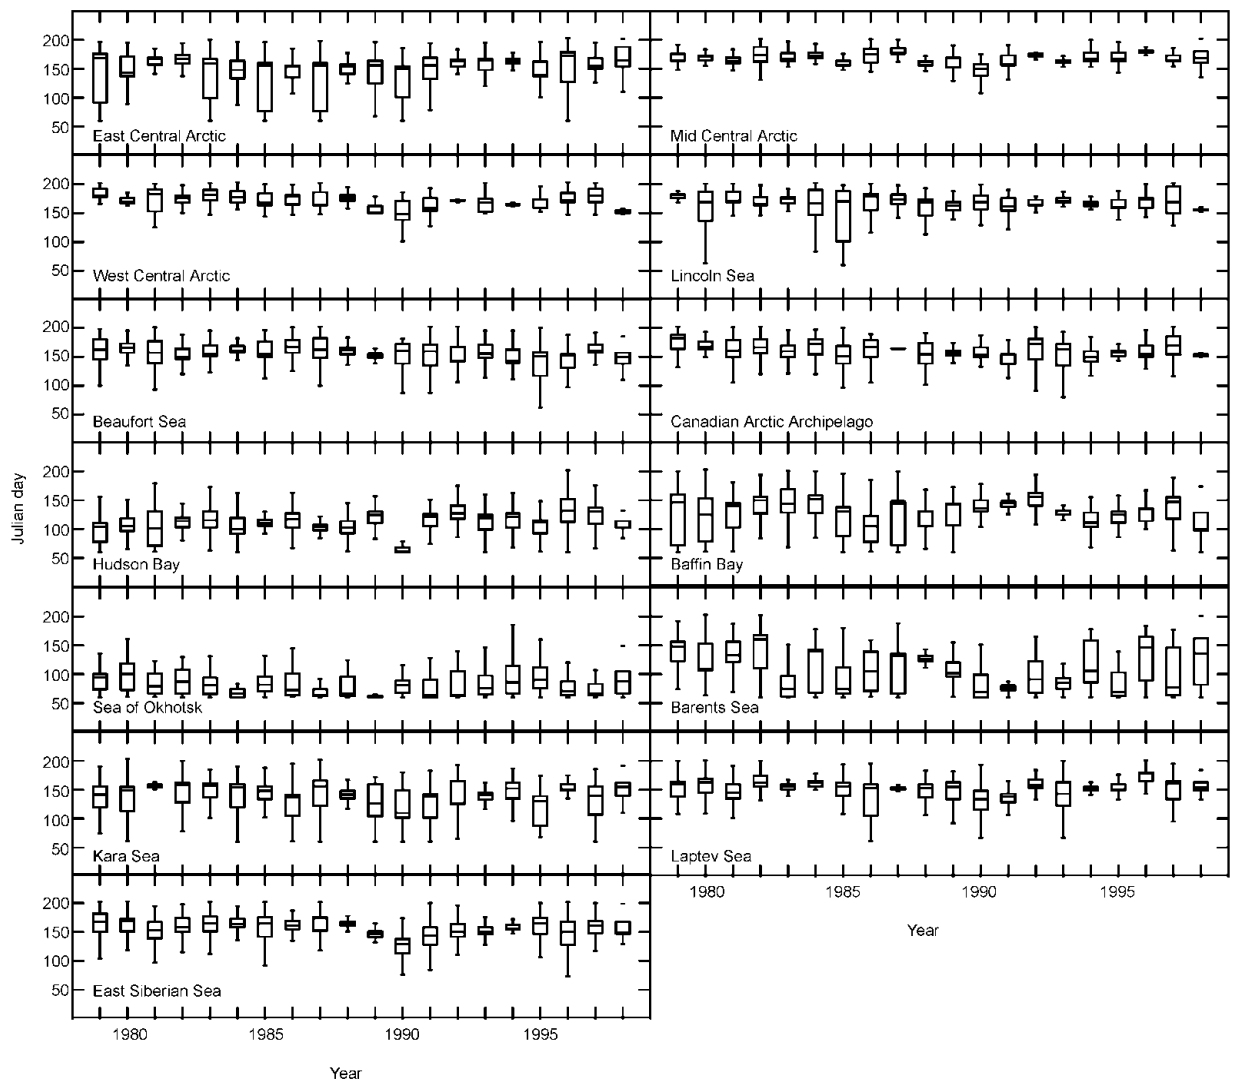 200
150
100
50
East Central Arctic
Mid Central Arctic
200
150
100
50
West Central Arctic
Lincoln Sea
200
150
100
50
Beaufort Sea
Canadian Arctic Archipelago
Julian day
200
150
100
50
Hudson Bay
Baffin Bay
200
150
100
50
Sea of Okhotsk
Barents Sea
200
150
100
50
Kara Sea
Laptev Sea
1980 1985 1990 1995
Year
200
150
100
50
East Siberian Sea
1980 1985 1990 1995
Year